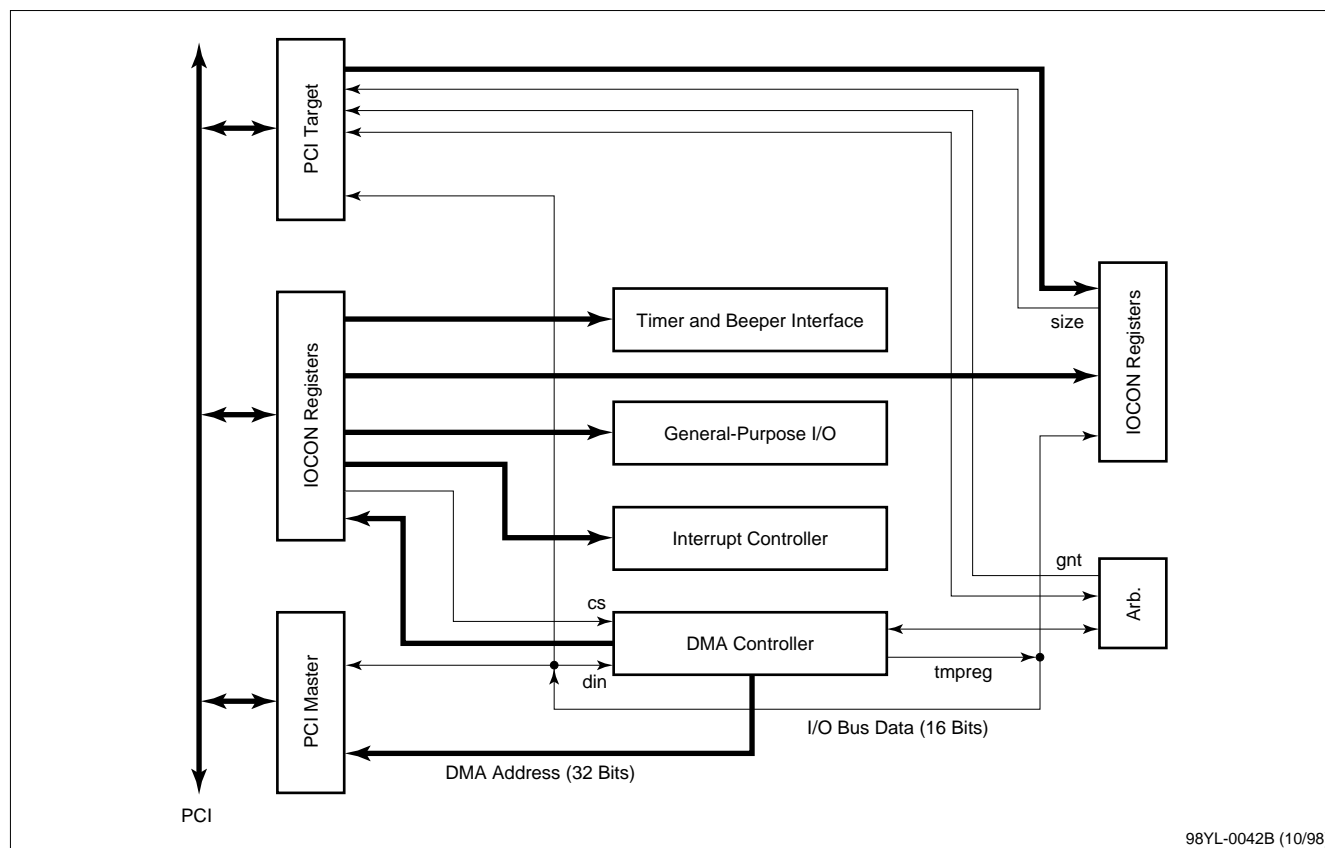 PCI Target
size
IOCON Registers
Timer and Beeper Interface
IOCON Registers
General-Purpose I/O
Interrupt Controller
gnt
Arb.
cs
DMA Controller
tmpreg
din
PCI Master
I/O Bus Data (16 Bits)
DMA Address (32 Bits)
PCI
98YL-0042B (10/98